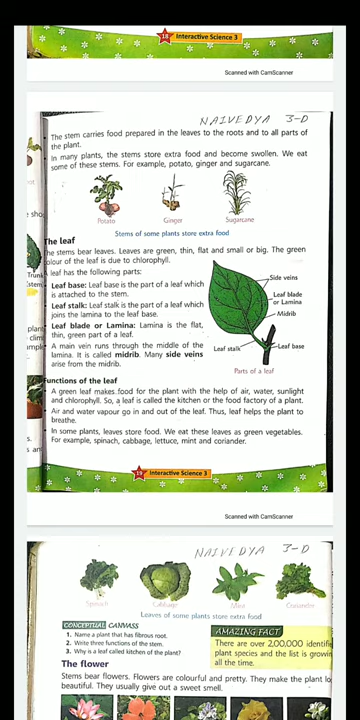 18 Interactive Science 3
Scanned with CamScanner
NAIVEDYA 3-D
The stem carries food prepared in the leaves to the roots and to all parts of
the plant.
In many plants, the stems store extra food and become swollen. We eat
some of these stems. For example, potato, ginger and sugarcane.
Potato Ginger Sugarcane
Stems of some plants store extra food
The leaf
The stems bear leaves. Leaves are green, thin, flat and small or big. The green
colour of the leaf is due to chlorophyll.
A leaf has the following parts:
Leaf base: Leaf base is the part of leaf which
is attached to the stem.
Leaf stalk: Leaf stalk is the part of leaf which
joins the lamina to the leaf base.
Leaf blade or Lamina: Lamina is the flat,
thin, green part of a leaf.
A main vein runs through the middle of the
lamina. It is called midrib. Many side veins
arise from the midrib.
Side veins
Leaf blade
or Lamina
Midrib
Leaf stalk
Leaf base
Parts of a leaf
Functions of the leaf
A green leaf makes food for the plant with the help of air, water, sunlight
and chlorophyll. So, a leaf is called the kitchen or the food factory of a plant.
Air and water vapour go in and out of the leaf. Thus, leaf helps the plant to
breathe.
In some plants, leaves store food. We eat these leaves as green vegetables.
For example, spinach, cabbage, lettuce, mint and coriander.
Interactive Science 3
Scanned with CamScanner
NAIVEDYA 3-D
Spinach Cabbage Mint Coriander
Leaves of some plants store extra food
CONCEPTUAL CANVASS
1. Name a plant that has fibrous root.
2. Write three functions of the stem.
3. Why is a leaf called kitchen of the plant?
AMAZING FACT
There are over 2,00,000 identifi
plant species and the list is growin
all the time.
The flower
Stems bear flowers. Flowers are colourful and pretty. They make the plant lo
beautiful. They usually give out a sweet smell.